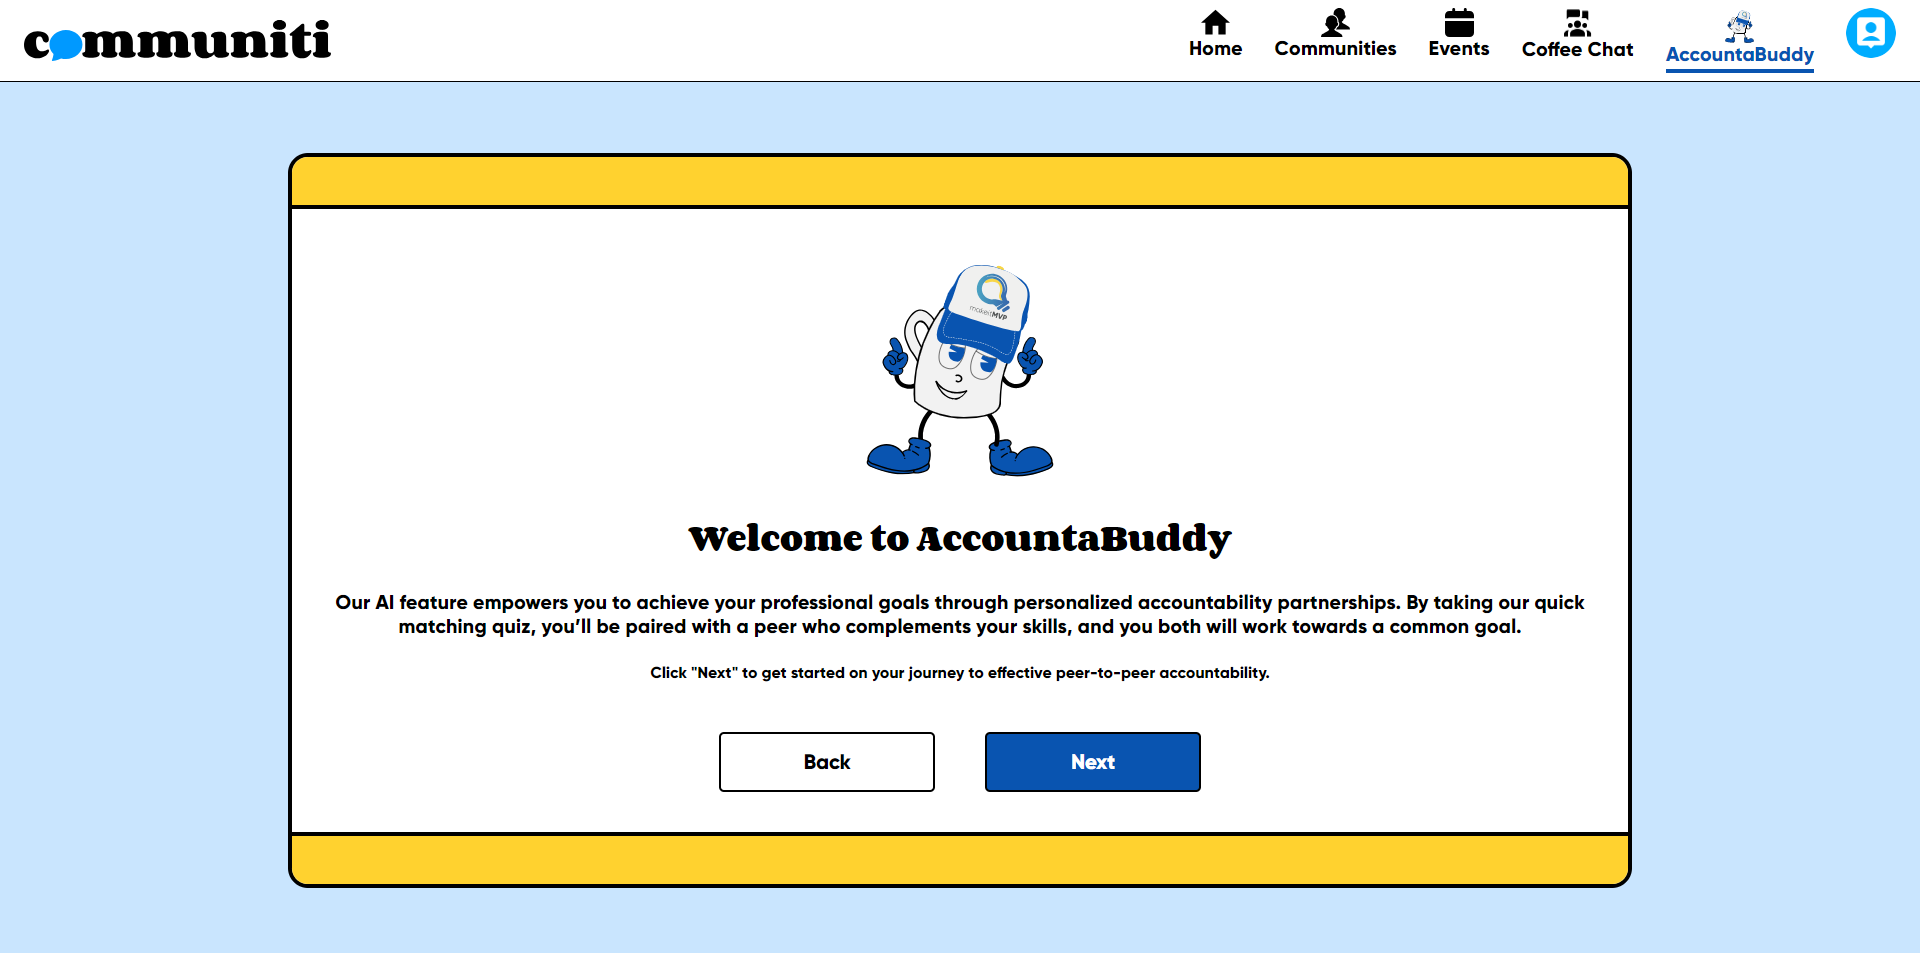 communiti
Home
Communities
Events
Coffee Chat
AccountaBuddy
makeitMVP
Welcome to AccountaBuddy
Our AI feature empowers you to achieve your professional goals through personalized accountability partnerships. By taking our quick
matching quiz, you’ll be paired with a peer who complements your skills, and you both will work towards a common goal.
Click "Next" to get started on your journey to effective peer-to-peer accountability.
Back
Next